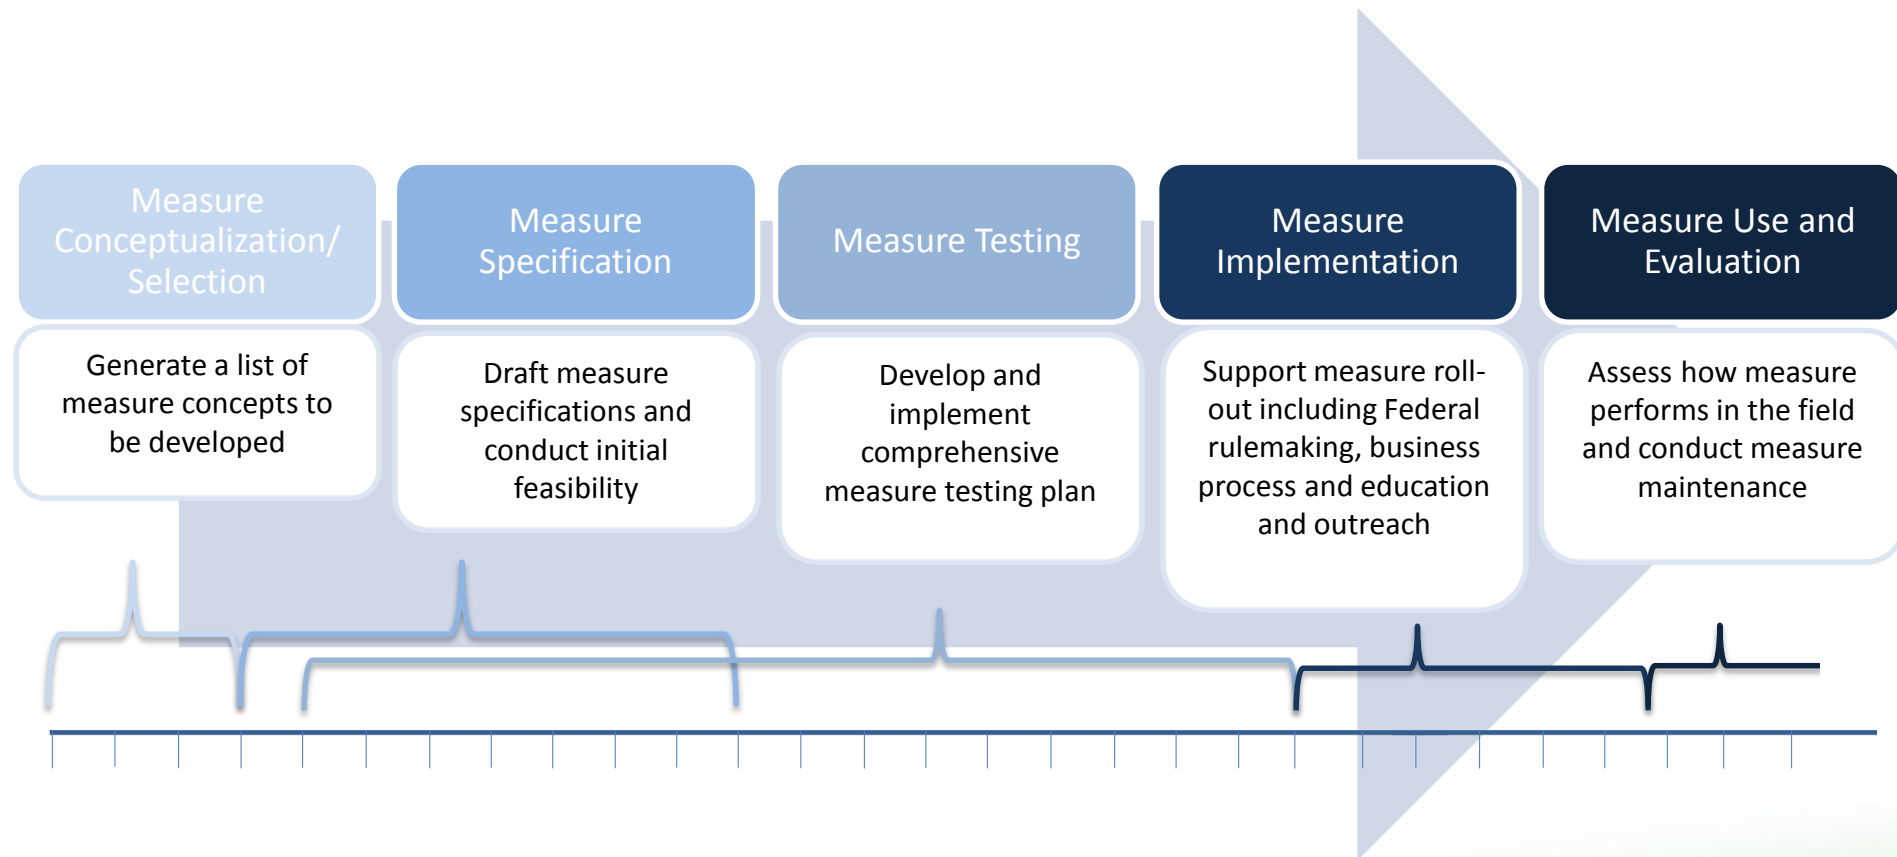 Measure
Conceptualization/
Selection
Generate a list of
measure concepts to
be developed
Measure
Specification
Draft measure
specifications and
conduct initial
feasibility
Measure Testing
Develop and
implement
comprehensive
measure testing plan
Measure
Implementation
Support measure roll-
out including Federal
rulemaking, business
process and education
and outreach
Measure Use and
Evaluation
Assess how measure
performs in the field
and conduct measure
maintenance